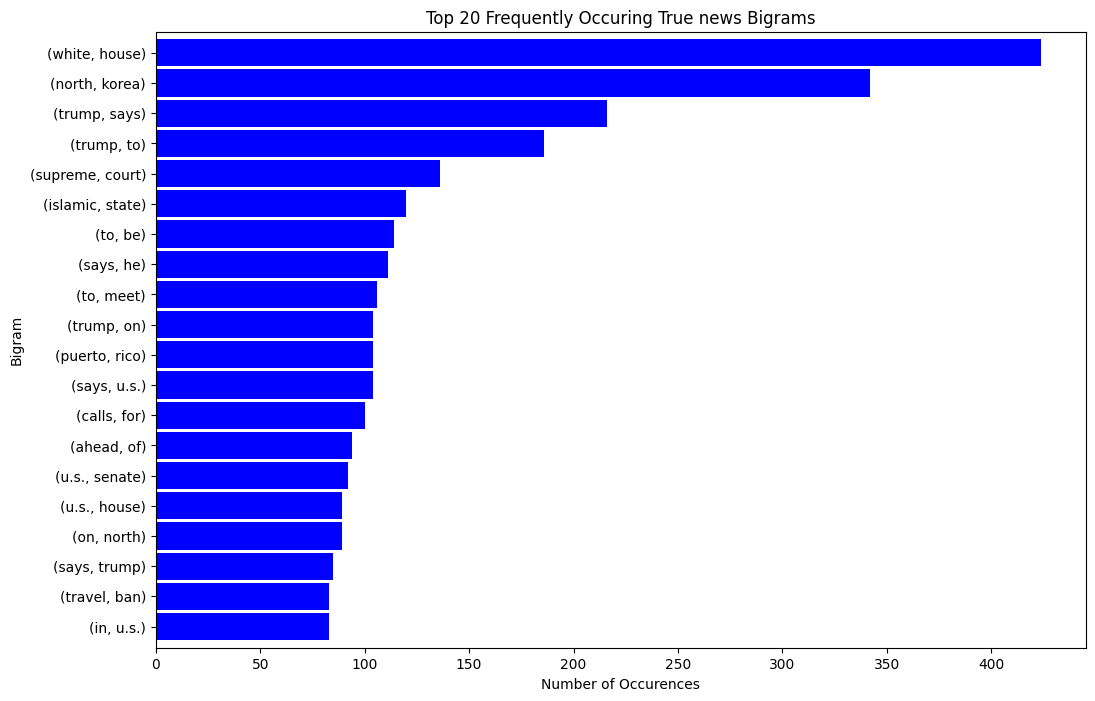 Top 20 Frequently Occuring True news Bigrams
(white, house)
(north, korea)
(trump, says)
(trump, to)
(supreme, court)
(islamic, state)
(to, be)
(says, he)
(to, meet)
(trump, on)
(puerto, rico)
(says, u.s.)
(calls, for)
(ahead, of)
(u.s., senate)
(u.s., house)
(on, north)
(says, trump)
(travel, ban)
(in, u.s.)
Bigram
0 50 100 150 200 250 300 350 400
Number of Occurences